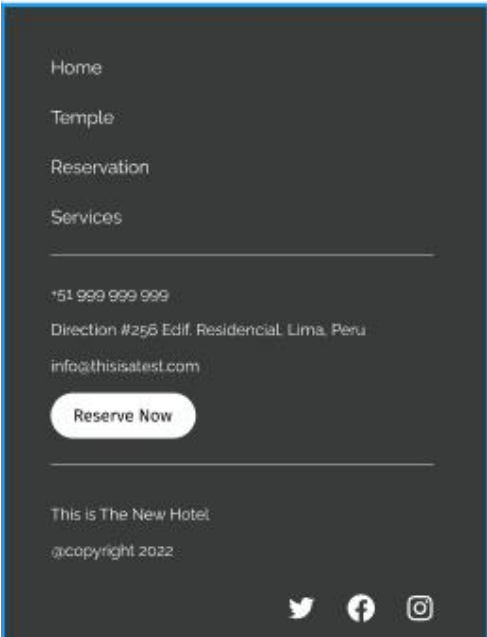 Home
Temple
Reservation
Services
+51 999 999 999
Direction #256 Edif. Residencial, Lima, Peru
info@thisisatest.com
Reserve Now
This is The New Hotel
@copyright 2022